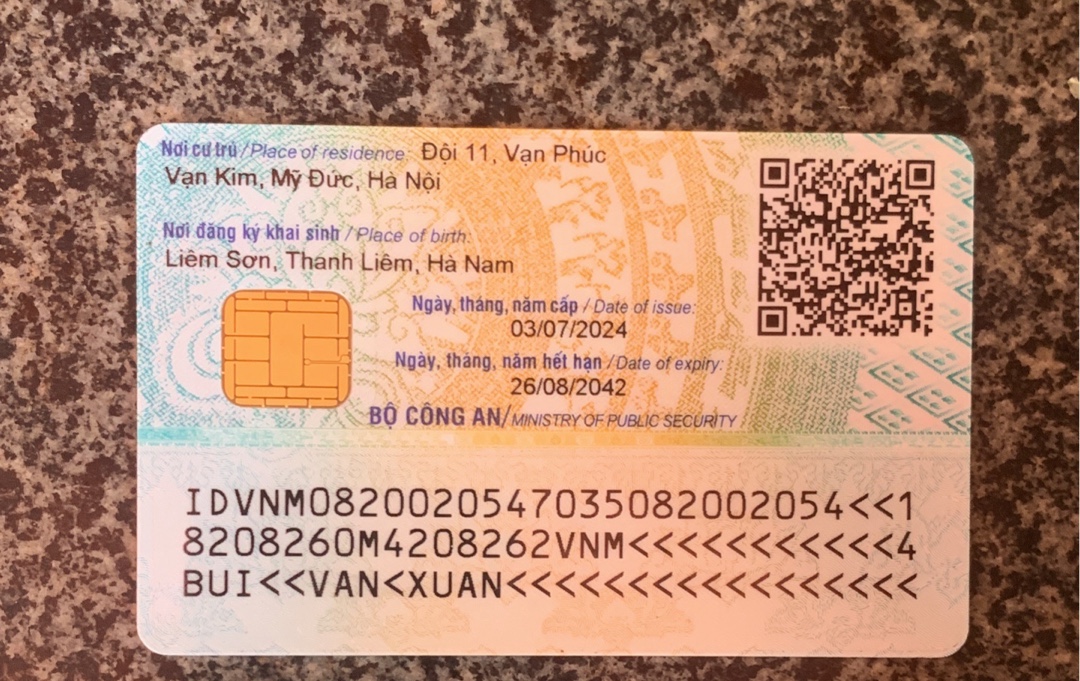 Nơi cư trú / Place of residence: Đội 11, Vạn Phúc
Vạn Kim, Mỹ Đức, Hà Nội
Nơi đăng ký khai sinh / Place of birth:
Liêm Sơn, Thanh Liêm, Hà Nam
Ngày, tháng, năm cấp / Date of issue:
03/07/2024
Ngày, tháng, năm hết hạn / Date of expiry:
26/08/2042
BỘ CÔNG AN/MINISTRY OF PUBLIC SECURITY
IDVNM0820020547035082002054<<1
8208260M4208262VNM<<<<<<<<<<<4
BUI<<VAN<XUAN<<<<<<<<<<<<<<<<<